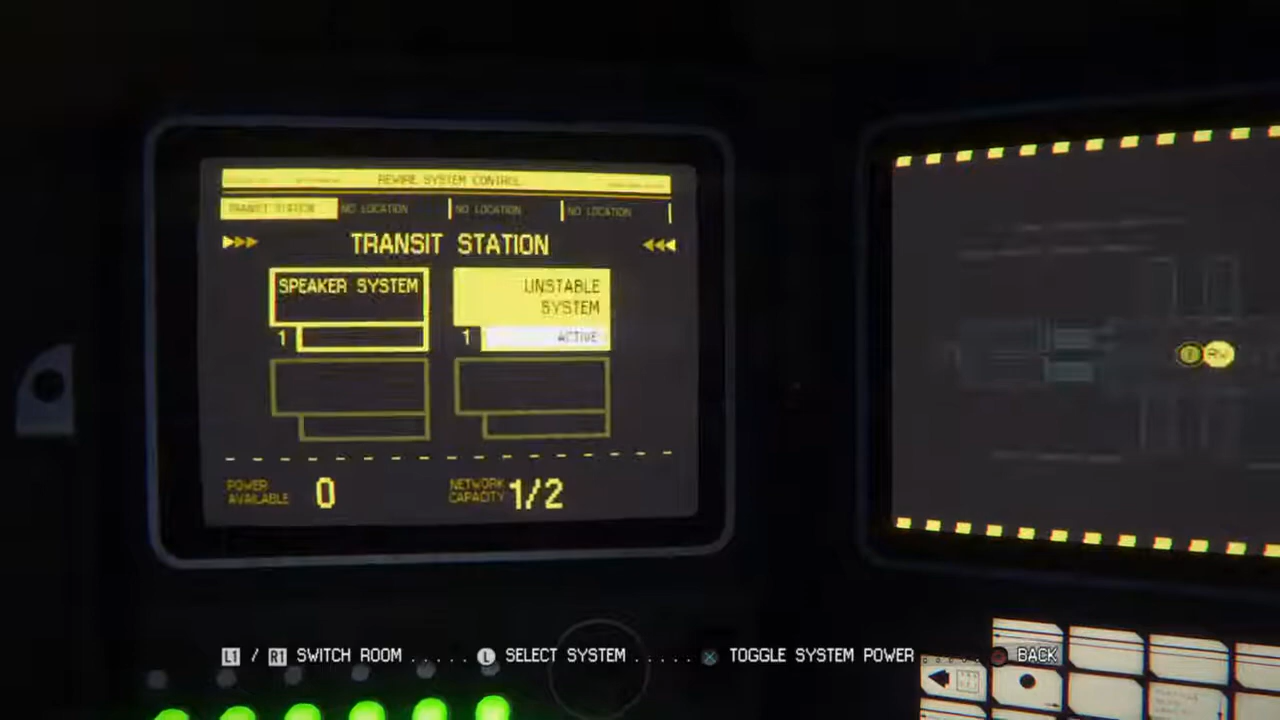 REWIRE SYSTEM CONTROL
TRANSIT STATION NO LOCATION NO LOCATION NO LOCATION
TRANSIT STATION
SPEAKER SYSTEM
UNSTABLE
SYSTEM
1
1 ACTIVE
POWER
AVAILABLE 0
NETWORK
CAPACITY 1/2
RW
L1 / R1 SWITCH ROOM ..... L SELECT SYSTEM ..... TOGGLE SYSTEM POWER ..... BACK